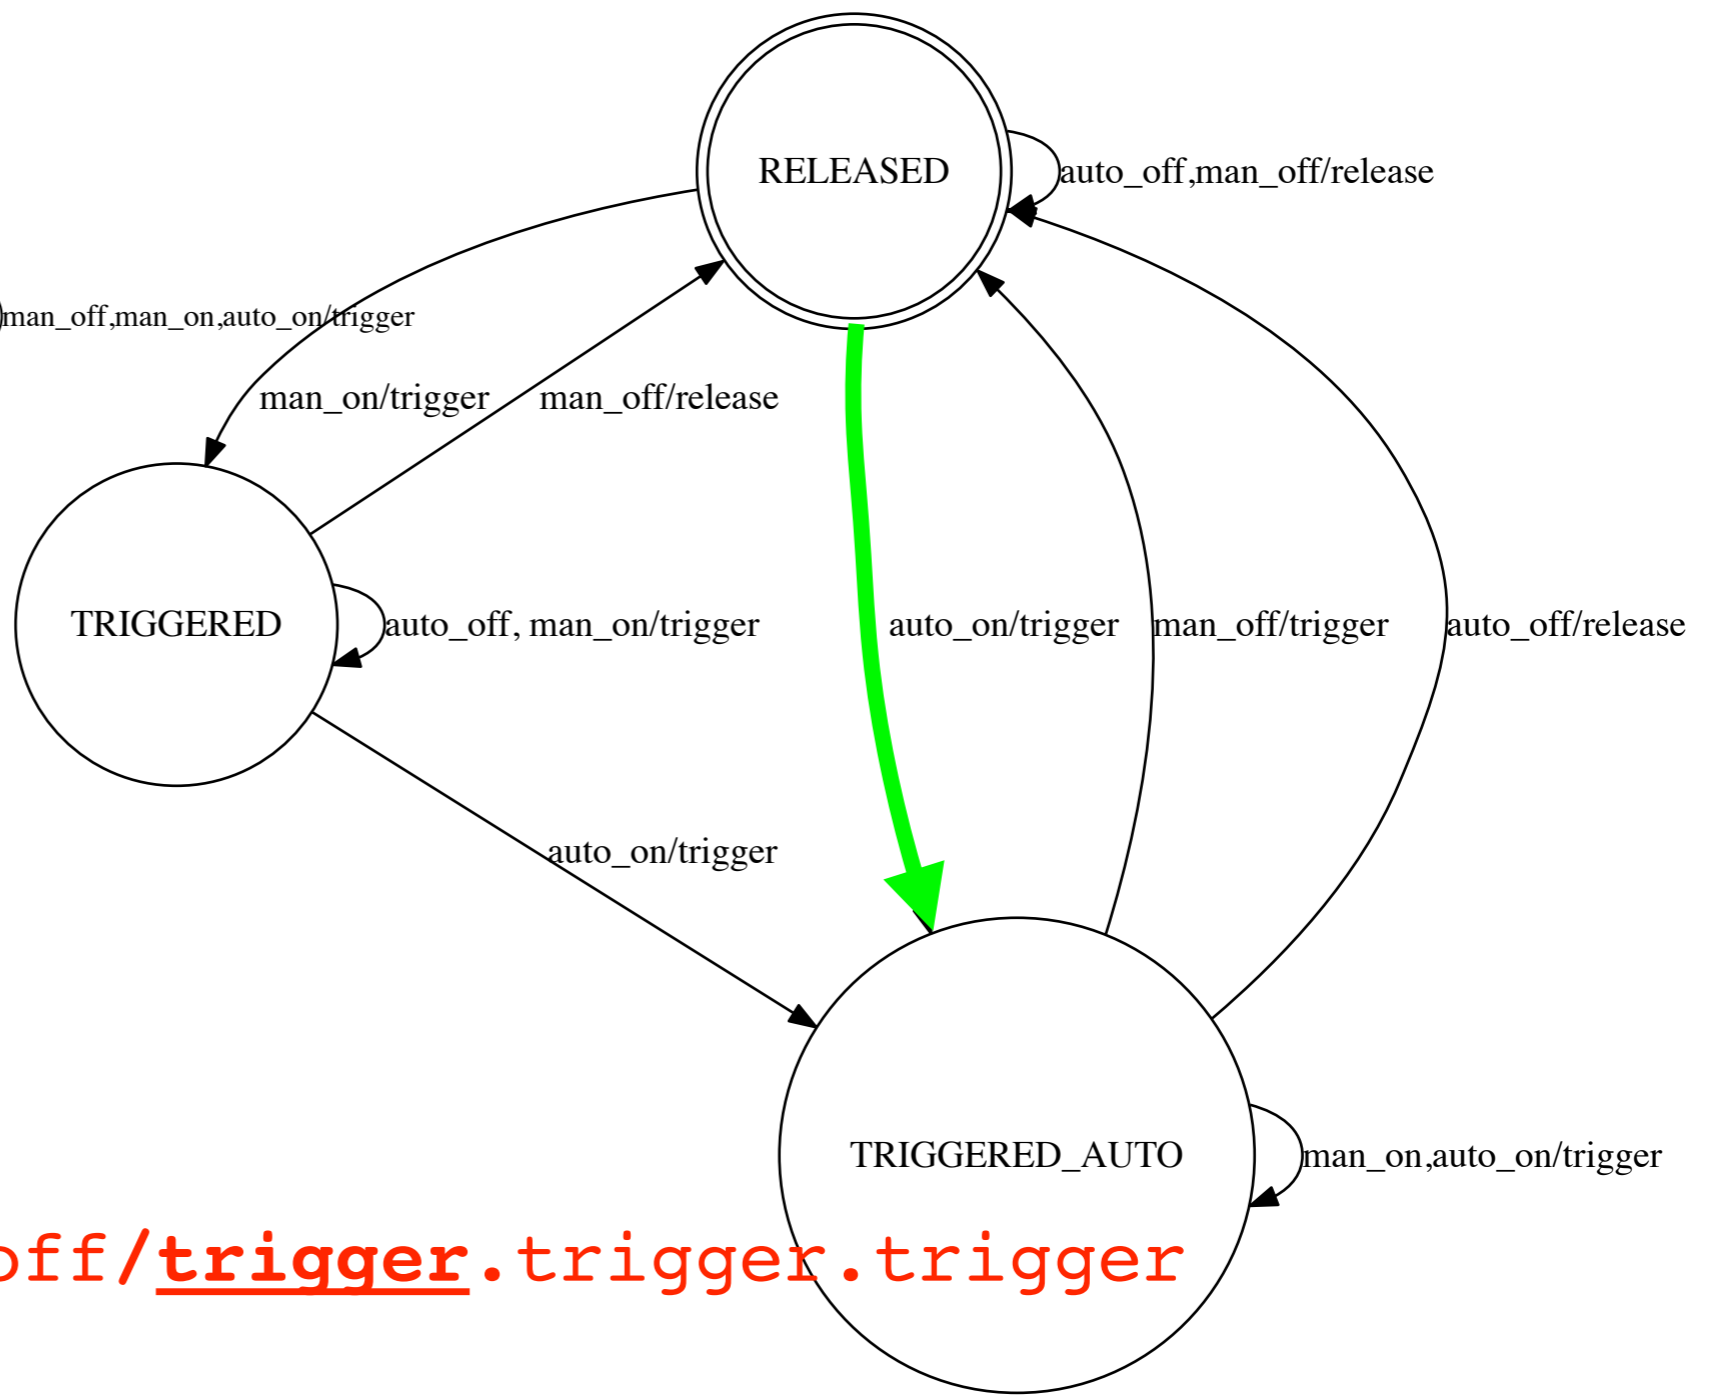 RELEASED
auto_off,man_off/release
man_off,man_on,auto_on/trigger
man_on/trigger
man_off/release
TRIGGERED
auto_off, man_on/trigger
auto_on/trigger
man_off/trigger
auto_off/release
auto_on/trigger
TRIGGERED_AUTO
man_on,auto_on/trigger
off/trigger.trigger.trigger